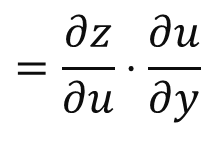 = ∂z/∂u · ∂u/∂y